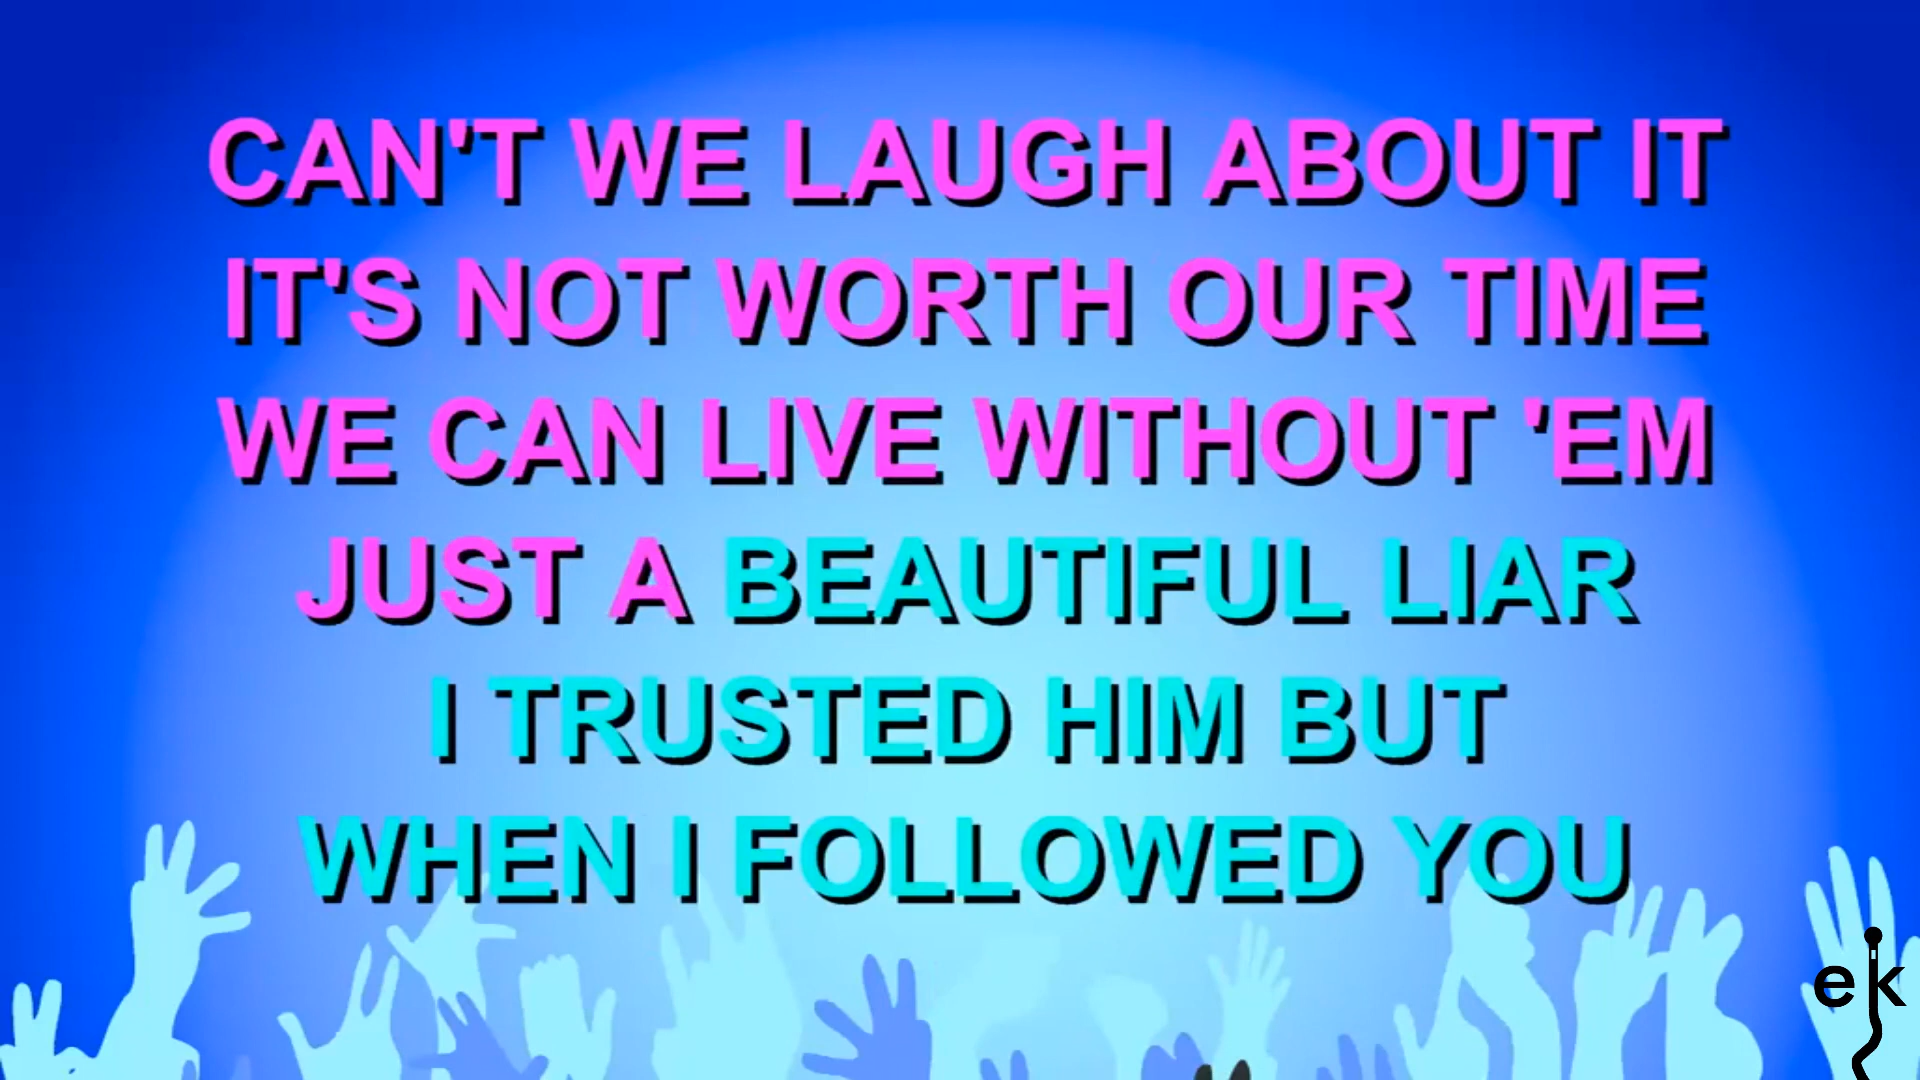 CAN'T WE LAUGH ABOUT IT
IT'S NOT WORTH OUR TIME
WE CAN LIVE WITHOUT 'EM
JUST A BEAUTIFUL LIAR
I TRUSTED HIM BUT
WHEN I FOLLOWED YOU
ek